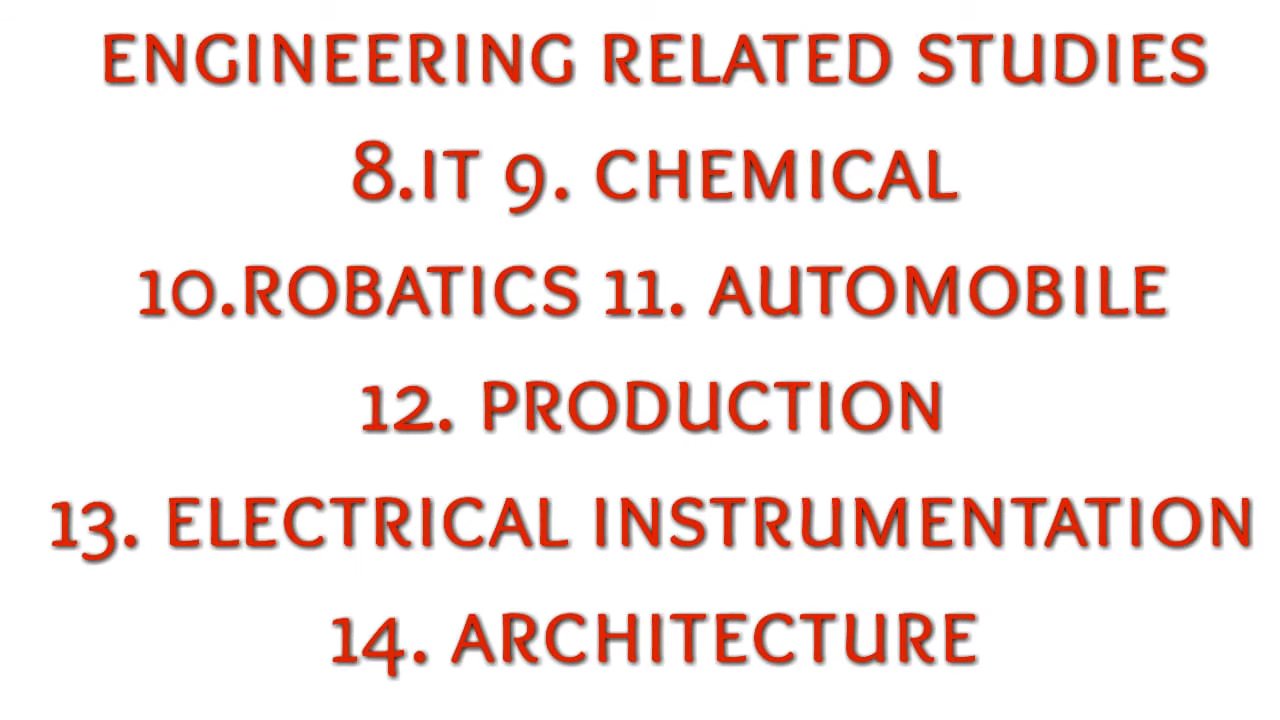 ENGINEERING RELATED STUDIES
8.IT 9. CHEMICAL
10.ROBATICS 11. AUTOMOBILE
12. PRODUCTION
13. ELECTRICAL INSTRUMENTATION
14. ARCHITECTURE